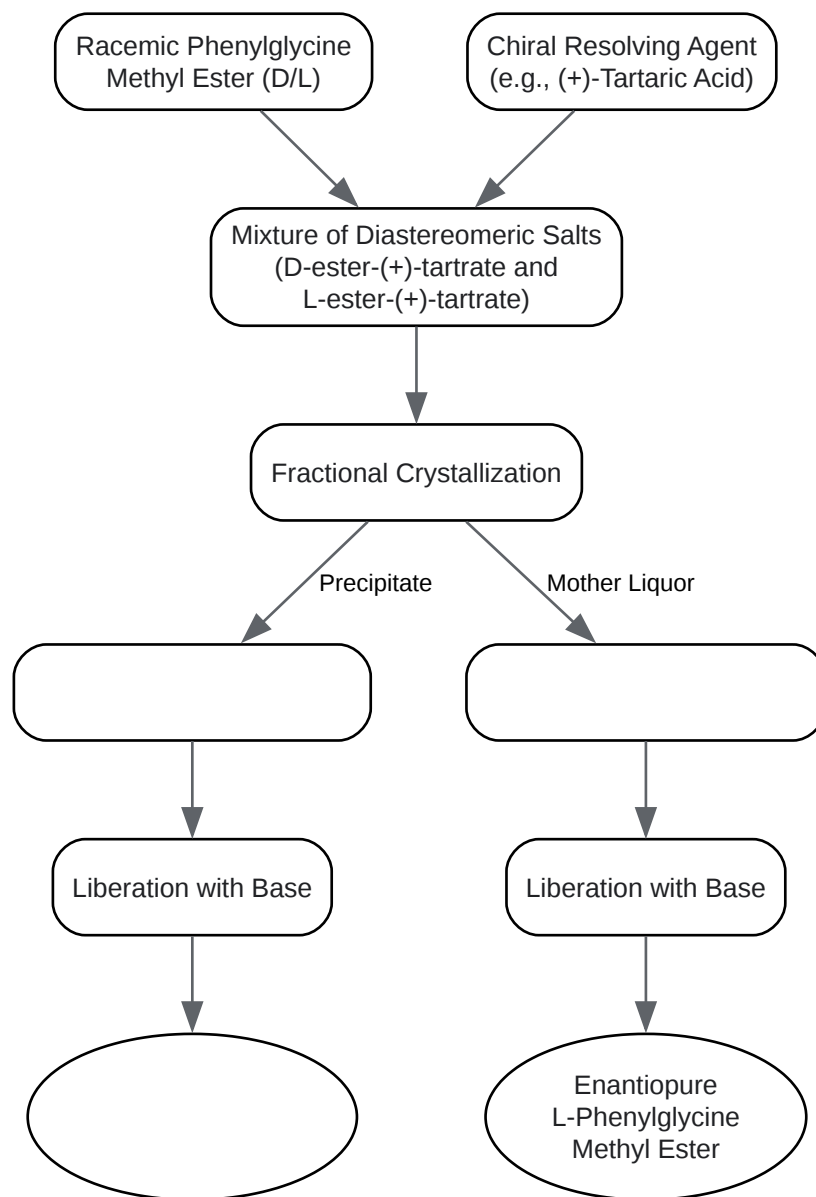 Racemic Phenylglycine
Methyl Ester (D/L)
Chiral Resolving Agent
(e.g., (+)-Tartaric Acid)
Mixture of Diastereomeric Salts
(D-ester-(+)-tartrate and
L-ester-(+)-tartrate)
Fractional Crystallization
Precipitate
Mother Liquor
Liberation with Base
Liberation with Base
Enantiopure
L-Phenylglycine
Methyl Ester